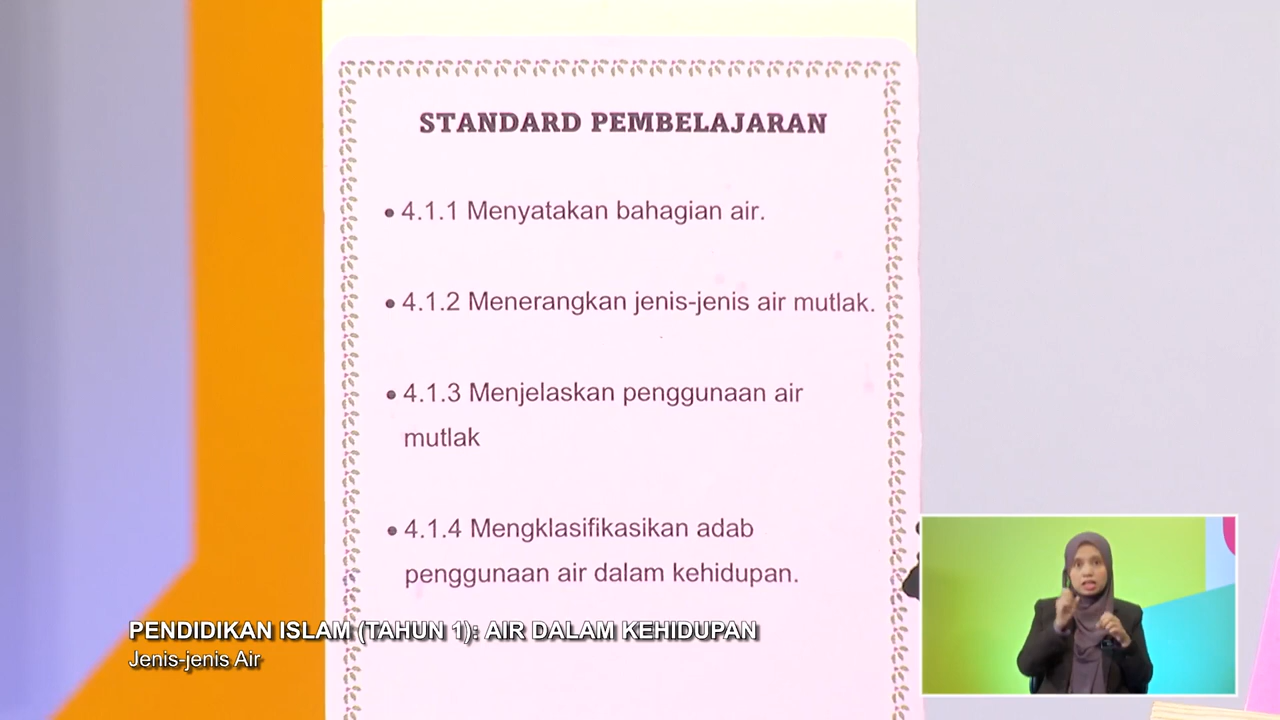 STANDARD PEMBELAJARAN
• 4.1.1 Menyatakan bahagian air.
• 4.1.2 Menerangkan jenis-jenis air mutlak.
• 4.1.3 Menjelaskan penggunaan air
mutlak
• 4.1.4 Mengklasifikasikan adab
penggunaan air dalam kehidupan.
PENDIDIKAN ISLAM (TAHUN 1): AIR DALAM KEHIDUPAN
Jenis-jenis Air